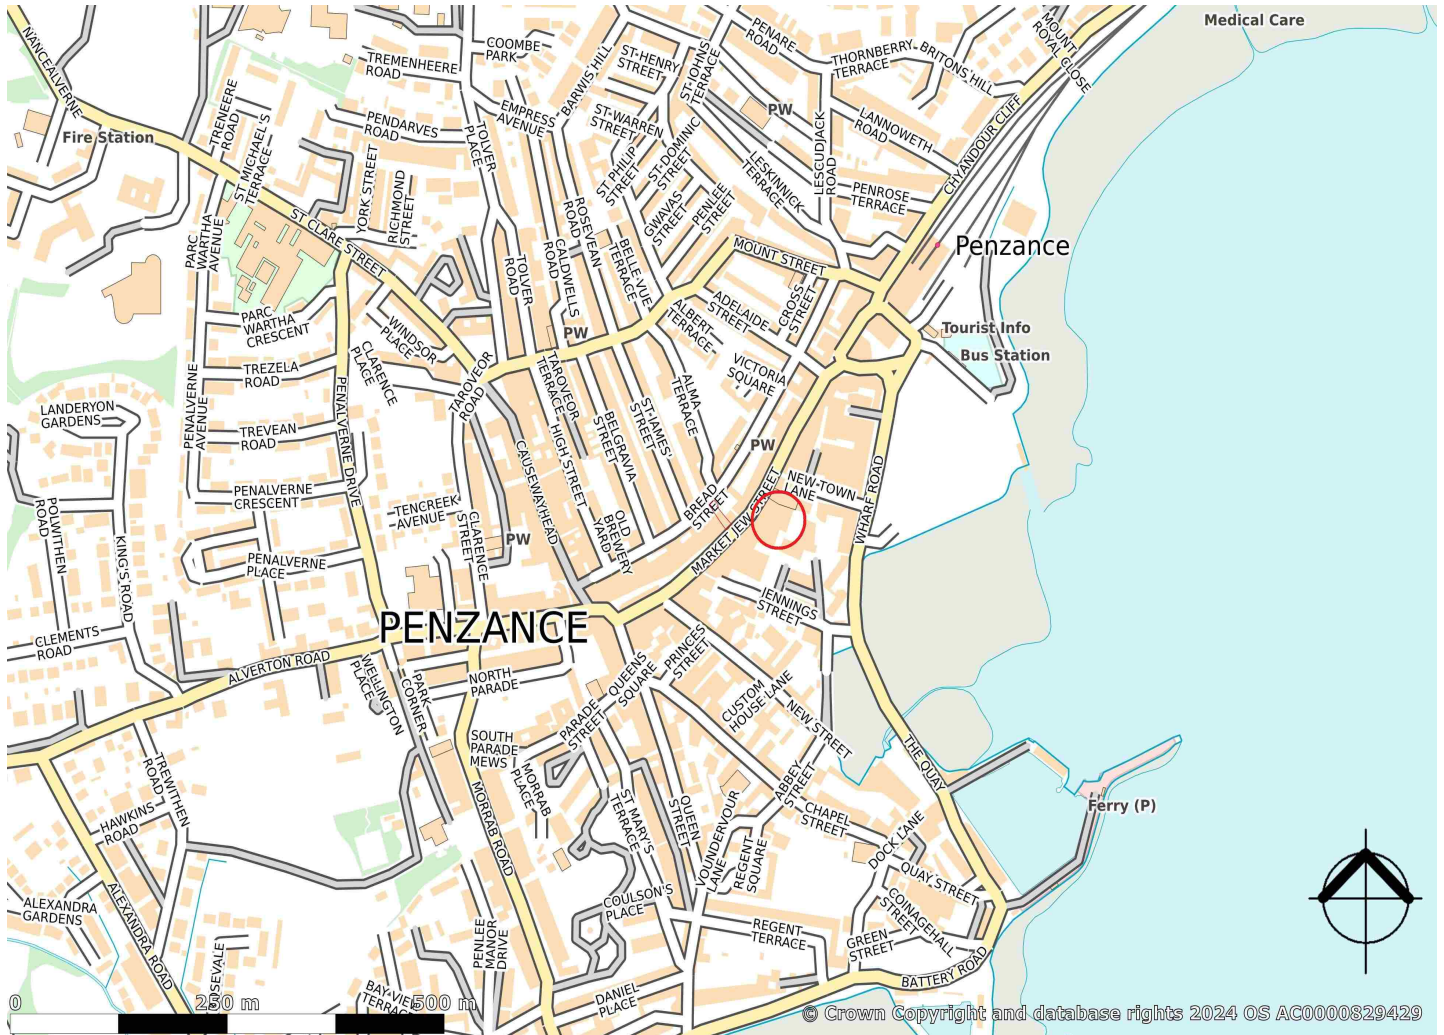 Medical Care
NANCEALVERNE
COOMBE
PARK
BARWIS HILL
ST HENRY
STREET
ST JOHNS
TERRACE
PENARE
ROAD
THORNBERRY
TERRACE
BRITONS HILL
MOUNT
ROYAL CLOSE
TREMENHEERE
ROAD
Fire Station
TRENEERE
ROAD
ST MICHAEL'S
TERRACE
PENDARVES
ROAD
TOLVER
PLACE
EMPRESS
AVENUE
ST WARREN
STREET
PW
LANNOWETH
ROAD
CHYANDOUR CLIFF
LESCUDJACK
ROAD
LESKINNICK
TERRACE
PENROSE
TERRACE
ST PHILIP
STREET
ST DOMINIC
STREET
GWAVAS
STREET
PENLEE
STREET
YORK STREET
RICHMOND
STREET
ST CLARE STREET
PARC
WARTHA
AVENUE
ROSEVEAN
ROAD
CALDWELLS
ROAD
BELLE VUE
TERRACE
TOLVER
ROAD
MOUNT STREET
Penzance
CROSS
STREET
ADELAIDE
STREET
ALBERT
TERRACE
PARC
WARTHA
CRESCENT
WINDSOR
PLACE
CLARENCE
PLACE
PW
Tourist Info
Bus Station
VICTORIA
SQUARE
TREZELA
ROAD
TAROVEOR
ROAD
TAROVEOR
TERRACE
ALMA
TERRACE
LANDERYON
GARDENS
PENALVERNE
AVENUE
TREVEAN
ROAD
PENALVERNE DRIVE
HIGH STREET
BELGRAVIA
STREET
ST JAMES'
STREET
CAUSEWAYHEAD
PW
NEW TOWN
LANE
WHARF ROAD
POLWITHEN
ROAD
PENALVERNE
CRESCENT
TENCREEK
AVENUE
CLARENCE
STREET
PW
OLD
BREWERY
YARD
BREAD
STREET
MARKET JEW STREET
KING'S ROAD
PENALVERNE
PLACE
JENNINGS
STREET
CLEMENTS
ROAD
PENZANCE
ALVERTON ROAD
WELLINGTON
PLACE
PARK
CORNER
NORTH
PARADE
QUEENS
SQUARE
PRINCES
STREET
CUSTOM
HOUSE LANE
NEW STREET
PARADE
STREET
SOUTH
PARADE
MEWS
MORRAB
PLACE
THE QUAY
TREWITHEN
ROAD
HAWKINS
ROAD
MORRAB ROAD
ST MARY'S
TERRACE
QUEEN
STREET
VOUNDERVOUR
LANE
ABBEY
STREET
CHAPEL
STREET
REGENT
SQUARE
DOCK LANE
Ferry (P)
QUAY STREET
COINAGEHALL
STREET
ALEXANDRA
GARDENS
ALEXANDRA ROAD
COULSON'S
PLACE
REGENT
TERRACE
GREEN
STREET
BATTERY ROAD
PENLEE
MANOR
DRIVE
BAY VIEW
TERRACE
DANIEL
PLACE
0
250 m
500 m
© Crown Copyright and database rights 2024 OS AC0000829429